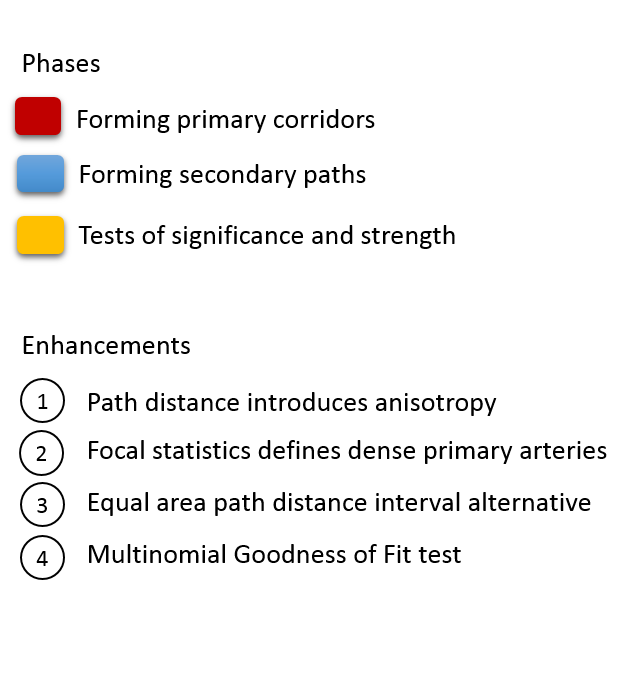 Phases
Forming primary corridors
Forming secondary paths
Tests of significance and strength
Enhancements
1 Path distance introduces anisotropy
2 Focal statistics defines dense primary arteries
3 Equal area path distance interval alternative
4 Multinomial Goodness of Fit test